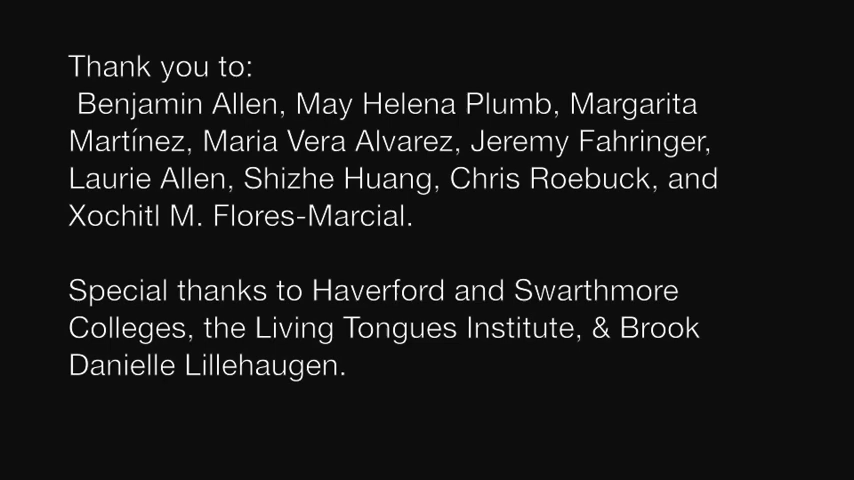 Thank you to:
Benjamin Allen, May Helena Plumb, Margarita
Martínez, Maria Vera Alvarez, Jeremy Fahringer,
Laurie Allen, Shizhe Huang, Chris Roebuck, and
Xochitl M. Flores-Marcial.
Special thanks to Haverford and Swarthmore
Colleges, the Living Tongues Institute, & Brook
Danielle Lillehaugen.